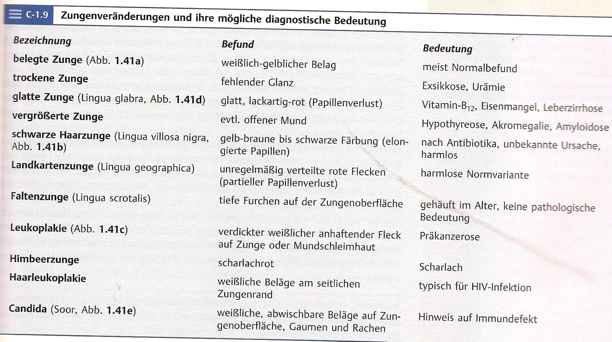 C-1.9 Zungenveränderungen und ihre mögliche diagnostische Bedeutung
Bezeichnung Befund Bedeutung
belegte Zunge (Abb. 1.41a) weißlich-gelblicher Belag meist Normalbefund
trockene Zunge fehlender Glanz Exsikkose, Urämie
glatte Zunge (Lingua glabra, Abb. 1.41d) glatt, lackartig-rot (Papillenverlust) Vitamin-B₁₂, Eisenmangel, Leberzirrhose
vergrößerte Zunge evtl. offener Mund Hypothyreose, Akromegalie, Amyloidose
schwarze Haarzunge (Lingua villosa nigra, gelb-braune bis schwarze Färbung (elon- nach Antibiotika, unbekannte Ursache,
Abb. 1.41b) gierte Papillen) harmlos
Landkartenzunge (Lingua geographica) unregelmäßig verteilte rote Flecken harmlose Normvariante
(partieller Papillenverlust)
Faltenzunge (Lingua scrotalis) tiefe Furchen auf der Zungenoberfläche gehäuft im Alter, keine pathologische
Bedeutung
Leukoplakie (Abb. 1.41c) verdickter weißlicher anhaftender Fleck Präkanzerose
auf Zunge oder Mundschleimhaut
Himbeerzunge scharlachrot Scharlach
Haarleukoplakie weißliche Beläge am seitlichen typisch für HIV-Infektion
Zungenrand
Candida (Soor, Abb. 1.41e) weißliche, abwischbare Beläge auf Zun- Hinweis auf Immundefekt
genoberfläche, Gaumen und Rachen